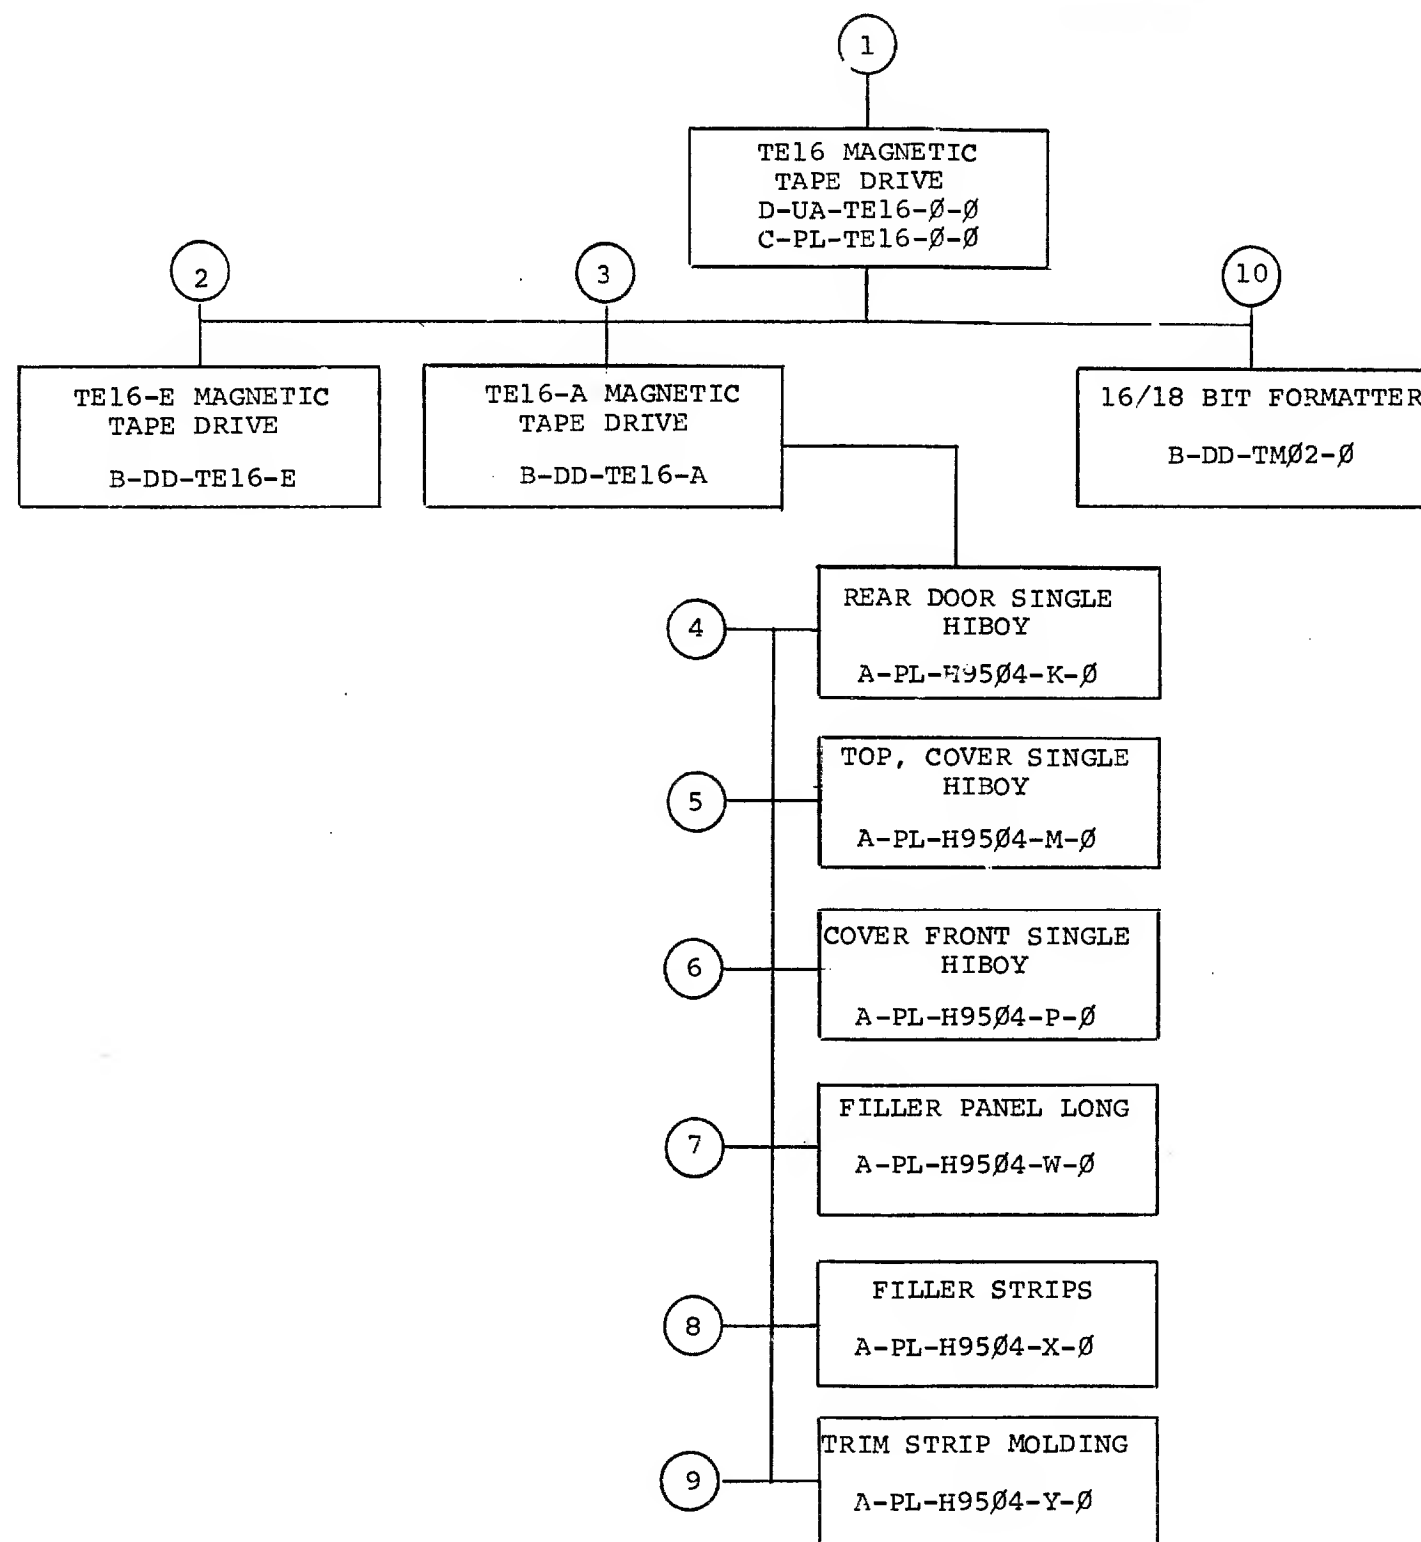 1
TE16 MAGNETIC
TAPE DRIVE
D-UA-TE16-Ø-Ø
C-PL-TE16-Ø-Ø
2
TE16-E MAGNETIC
TAPE DRIVE
B-DD-TE16-E
3
TE16-A MAGNETIC
TAPE DRIVE
B-DD-TE16-A
10
16/18 BIT FORMATTER
B-DD-TMØ2-Ø
4
REAR DOOR SINGLE
HIBOY
A-PL-H95Ø4-K-Ø
5
TOP, COVER SINGLE
HIBOY
A-PL-H95Ø4-M-Ø
6
COVER FRONT SINGLE
HIBOY
A-PL-H95Ø4-P-Ø
7
FILLER PANEL LONG
A-PL-H95Ø4-W-Ø
8
FILLER STRIPS
A-PL-H95Ø4-X-Ø
9
TRIM STRIP MOLDING
A-PL-H95Ø4-Y-Ø